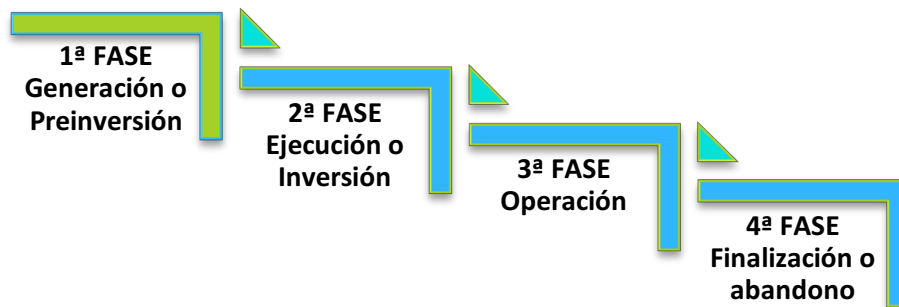 1ª FASE
Generación o
Preinversión
2ª FASE
Ejecución o
Inversión
3ª FASE
Operación
4ª FASE
Finalización o
abandono